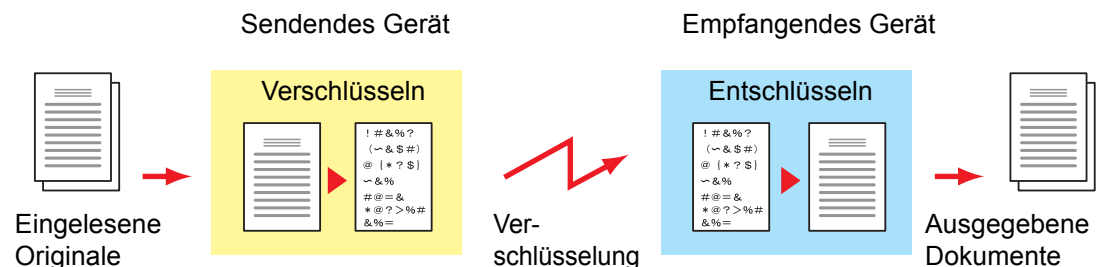 Sendendes Gerät
Empfangendes Gerät
Verschlüsseln
Entschlüsseln
!#&%?
(∽&$#)
@{*?$}
∽&%
#@=&
*@?>%#
&%=
!#&%?
(∽&$#)
@{*?$}
∽&%
#@=&
*@?>%#
&%=
Eingelesene
Originale
Ver-
schlüsselung
Ausgegebene
Dokumente